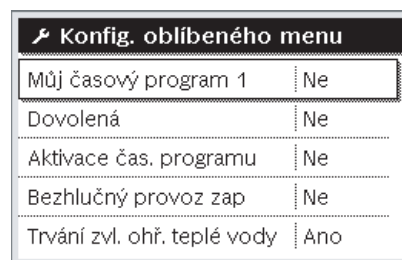 Konfig. oblíbeného menu
Můj časový program 1 Ne
Dovolená Ne
Aktivace čas. programu Ne
Bezhlučný provoz zap Ne
Trvání zvl. ohř. teplé vody Ano